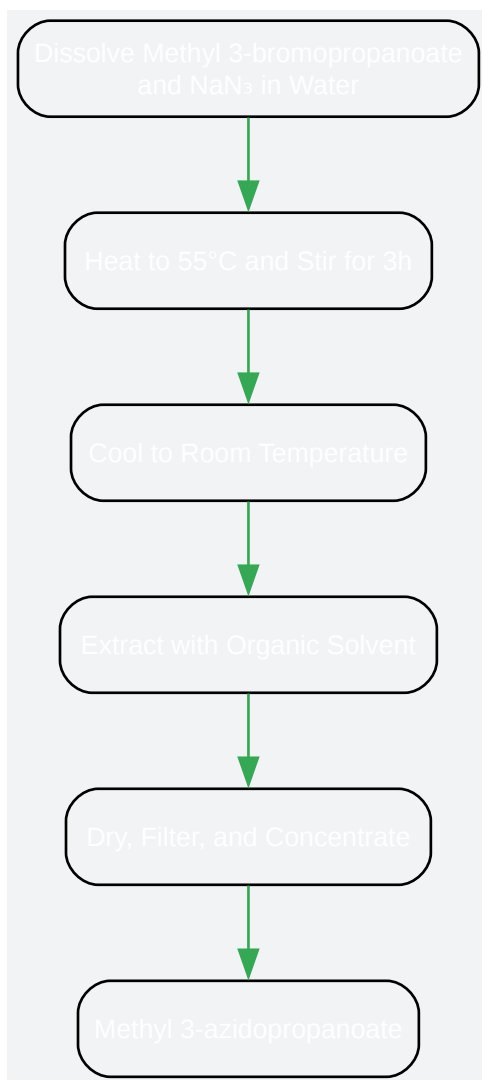 Dissolve Methyl 3-bromopropanoate
and NaN₃ in Water
Heat to 55°C and Stir for 3h
Cool to Room Temperature
Extract with Organic Solvent
Dry, Filter, and Concentrate
Methyl 3-azidopropanoate